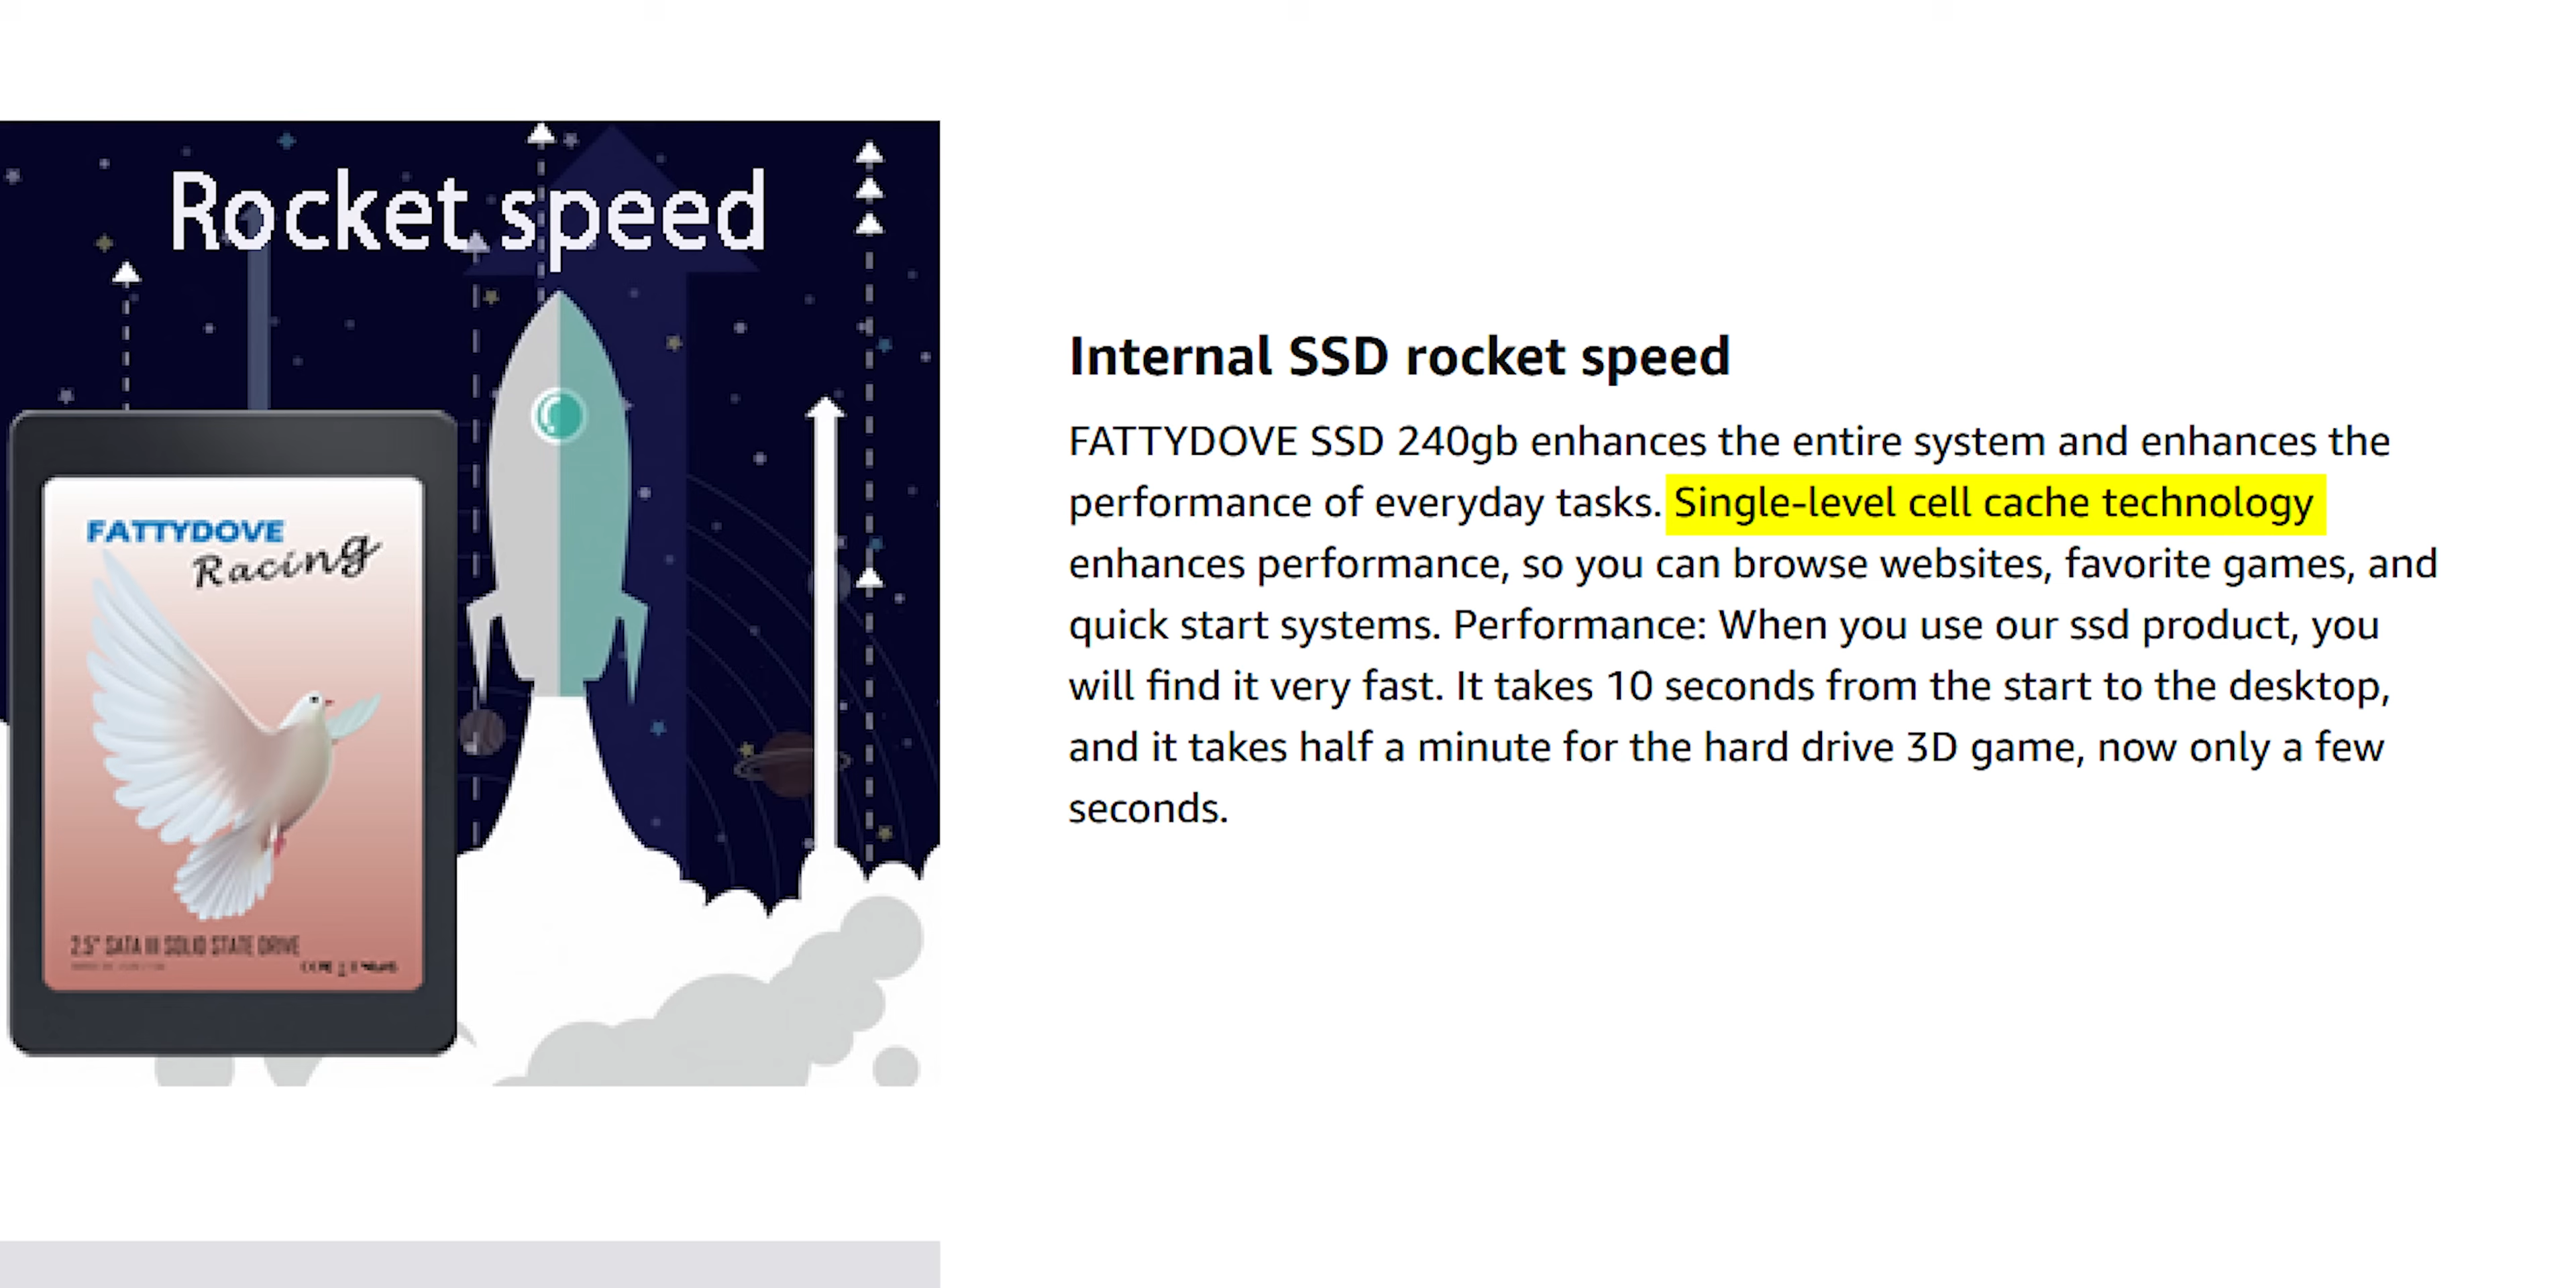 Rocket speed
FATTYDOVE
Racing
2.5" SATA III SOLID STATE DRIVE
Internal SSD rocket speed
FATTYDOVE SSD 240gb enhances the entire system and enhances the
performance of everyday tasks. Single-level cell cache technology
enhances performance, so you can browse websites, favorite games, and
quick start systems. Performance: When you use our ssd product, you
will find it very fast. It takes 10 seconds from the start to the desktop,
and it takes half a minute for the hard drive 3D game, now only a few
seconds.